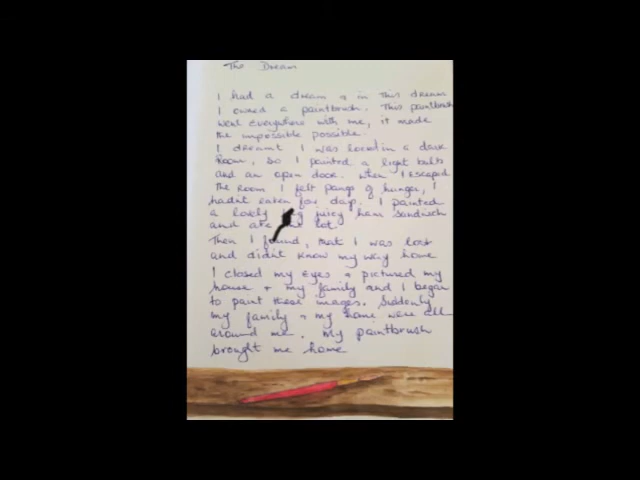 The Dream
I had a dream & in this dream
I owned a paintbrush. This paintbrush
went everywhere with me, it made
the impossible possible.
I dreamt I was locked in a dark
room, so I painted a light bulb
and an open door. When I escaped
the room I felt pangs of hunger, I
hadn't eaten for days. I painted
a lovely big juicy ham sandwich
and ate the lot
Then I found, that I was lost
and didn't know my way home
I closed my eyes & pictured my
house & my family and I began
to paint these images. Suddenly
my family & my home were all
around me. My paintbrush
brought me home